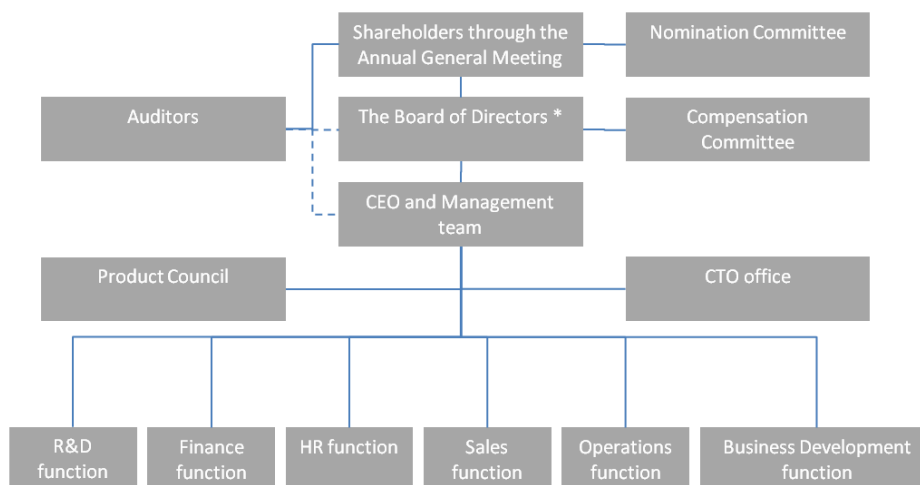 Shareholders through the
Annual General Meeting
Nomination Committee
Auditors
The Board of Directors *
Compensation
Committee
CEO and Management
team
Product Council
CTO office
R&D
function
Finance
function
HR function
Sales
function
Operations
function
Business Development
function